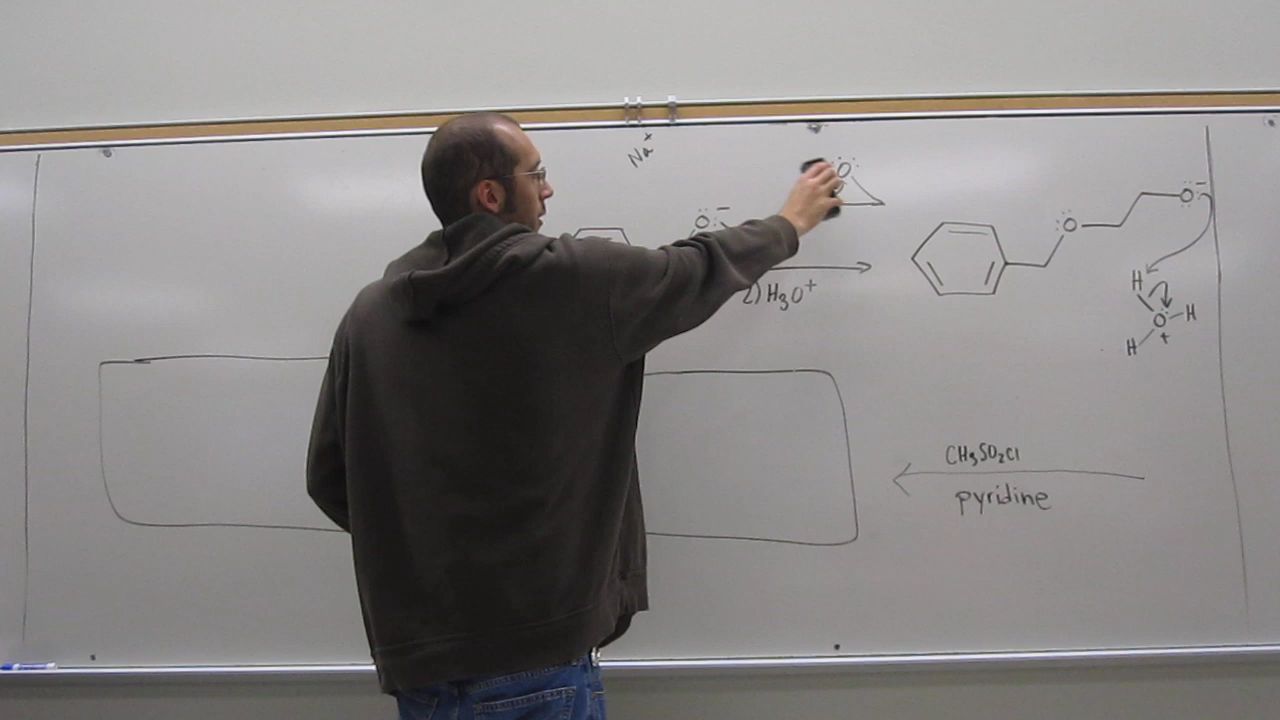 Na+
O
O-
2) H3O+
O
O-
H
O+
H
H
CH3SO2Cl
pyridine